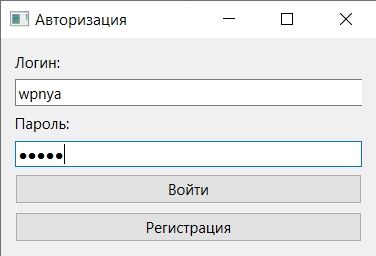 Авторизация
Логин:
wpnya
Пароль:
●●●●●
Войти
Регистрация